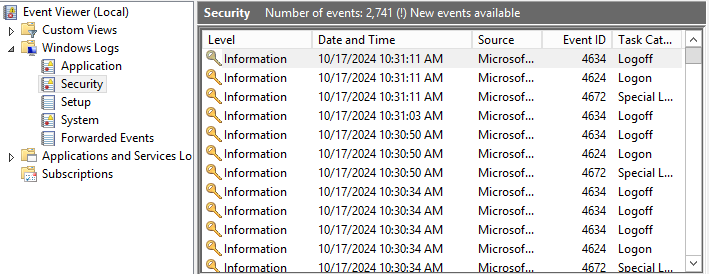 Event Viewer (Local)
Custom Views
Windows Logs
Application
Security
Setup
System
Forwarded Events
Applications and Services Lo
Subscriptions
Security Number of events: 2,741 (!) New events available
Level Date and Time Source Event ID Task Cat...
Information 10/17/2024 10:31:11 AM Microsof... 4634 Logoff
Information 10/17/2024 10:31:11 AM Microsof... 4624 Logon
Information 10/17/2024 10:31:11 AM Microsof... 4672 Special L...
Information 10/17/2024 10:31:03 AM Microsof... 4634 Logoff
Information 10/17/2024 10:30:50 AM Microsof... 4634 Logoff
Information 10/17/2024 10:30:50 AM Microsof... 4624 Logon
Information 10/17/2024 10:30:50 AM Microsof... 4672 Special L...
Information 10/17/2024 10:30:34 AM Microsof... 4634 Logoff
Information 10/17/2024 10:30:34 AM Microsof... 4634 Logoff
Information 10/17/2024 10:30:34 AM Microsof... 4634 Logoff
Information 10/17/2024 10:30:34 AM Microsof... 4624 Logon
Information 10/17/2024 10:30:34 AM Microsof... 4672 Special L...